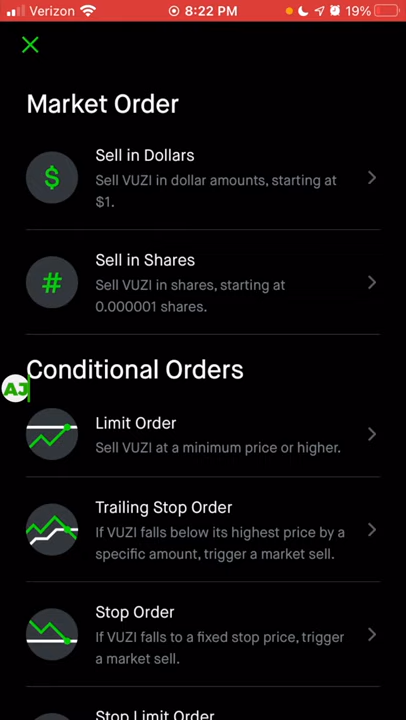 Verizon 8:22 PM 19%
Market Order
Sell in Dollars
$
Sell VUZI in dollar amounts, starting at
$1.
Sell in Shares
#
Sell VUZI in shares, starting at
0.000001 shares.
Conditional Orders
AJ
Limit Order
Sell VUZI at a minimum price or higher.
Trailing Stop Order
If VUZI falls below its highest price by a
specific amount, trigger a market sell.
Stop Order
If VUZI falls to a fixed stop price, trigger
a market sell.
Stop Limit Order